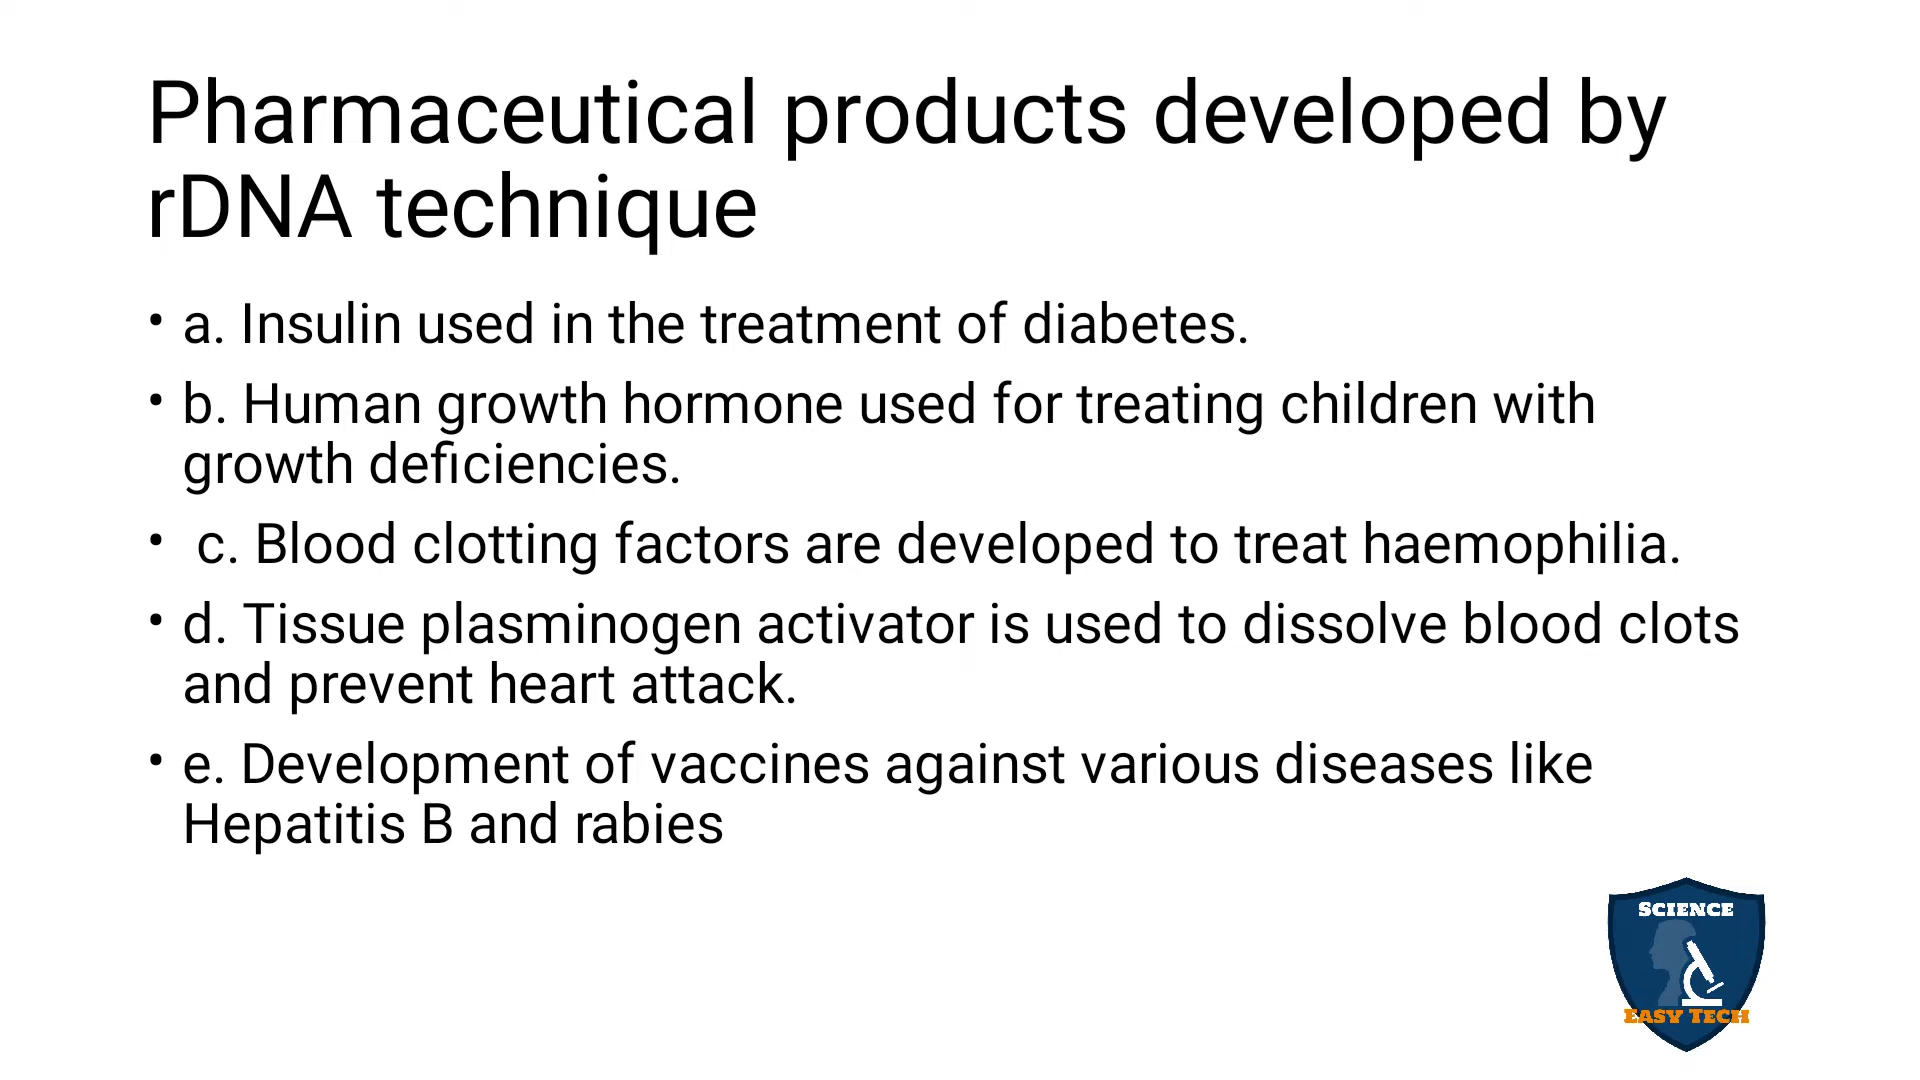 Pharmaceutical products developed by
rDNA technique
• a. Insulin used in the treatment of diabetes.
• b. Human growth hormone used for treating children with
growth deficiencies.
• c. Blood clotting factors are developed to treat haemophilia.
• d. Tissue plasminogen activator is used to dissolve blood clots
and prevent heart attack.
• e. Development of vaccines against various diseases like
Hepatitis B and rabies
SCIENCE
EASY TECH